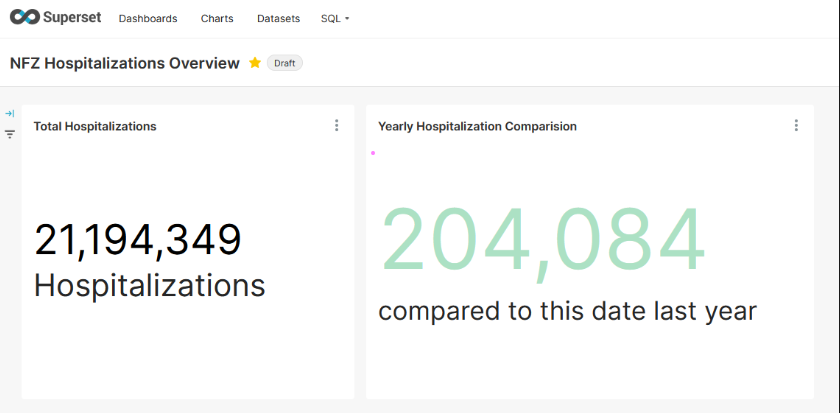 Superset Dashboards Charts Datasets SQL
NFZ Hospitalizations Overview Draft
Total Hospitalizations
21,194,349
Hospitalizations
Yearly Hospitalization Comparision
204,084
compared to this date last year